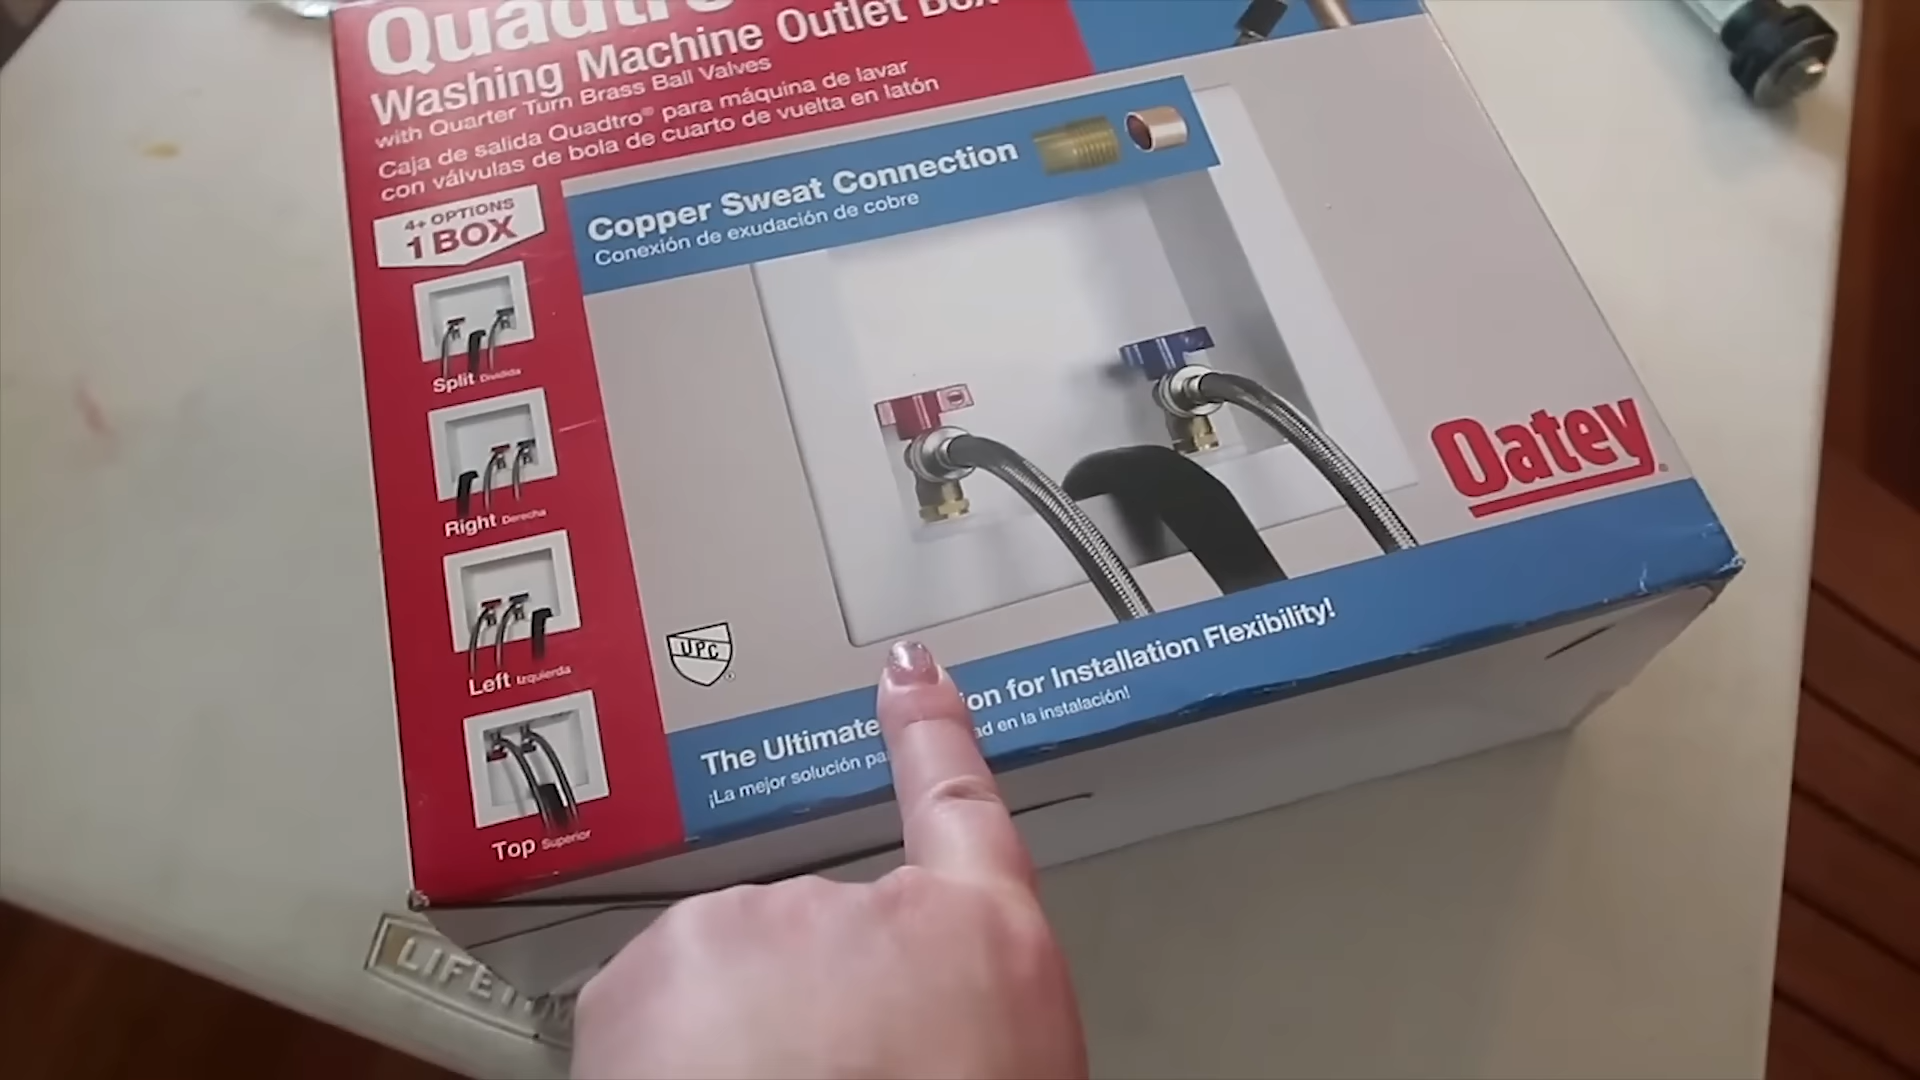 Washing Machine Outlet Box
with Quarter Turn Brass Ball Valves
Caja de salida Quadtro® para máquina de lavar
con válvulas de bola de cuarto de vuelta en latón
4+ OPTIONS
1 BOX
Copper Sweat Connection
Conexión de exudación de cobre
Split Dividida
Right Derecha
Left Izquierda
Top Superior
Oatey®
UPC®
The Ultimate on for Installation Flexibility!
¡La mejor solución pa ad en la instalación!